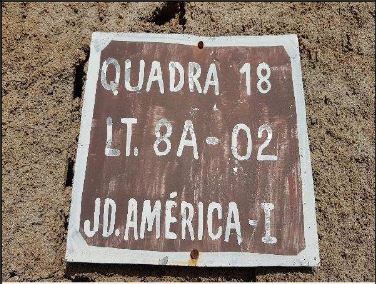 QUADRA 18
LT. 8A-02
JD. AMÉRICA-I